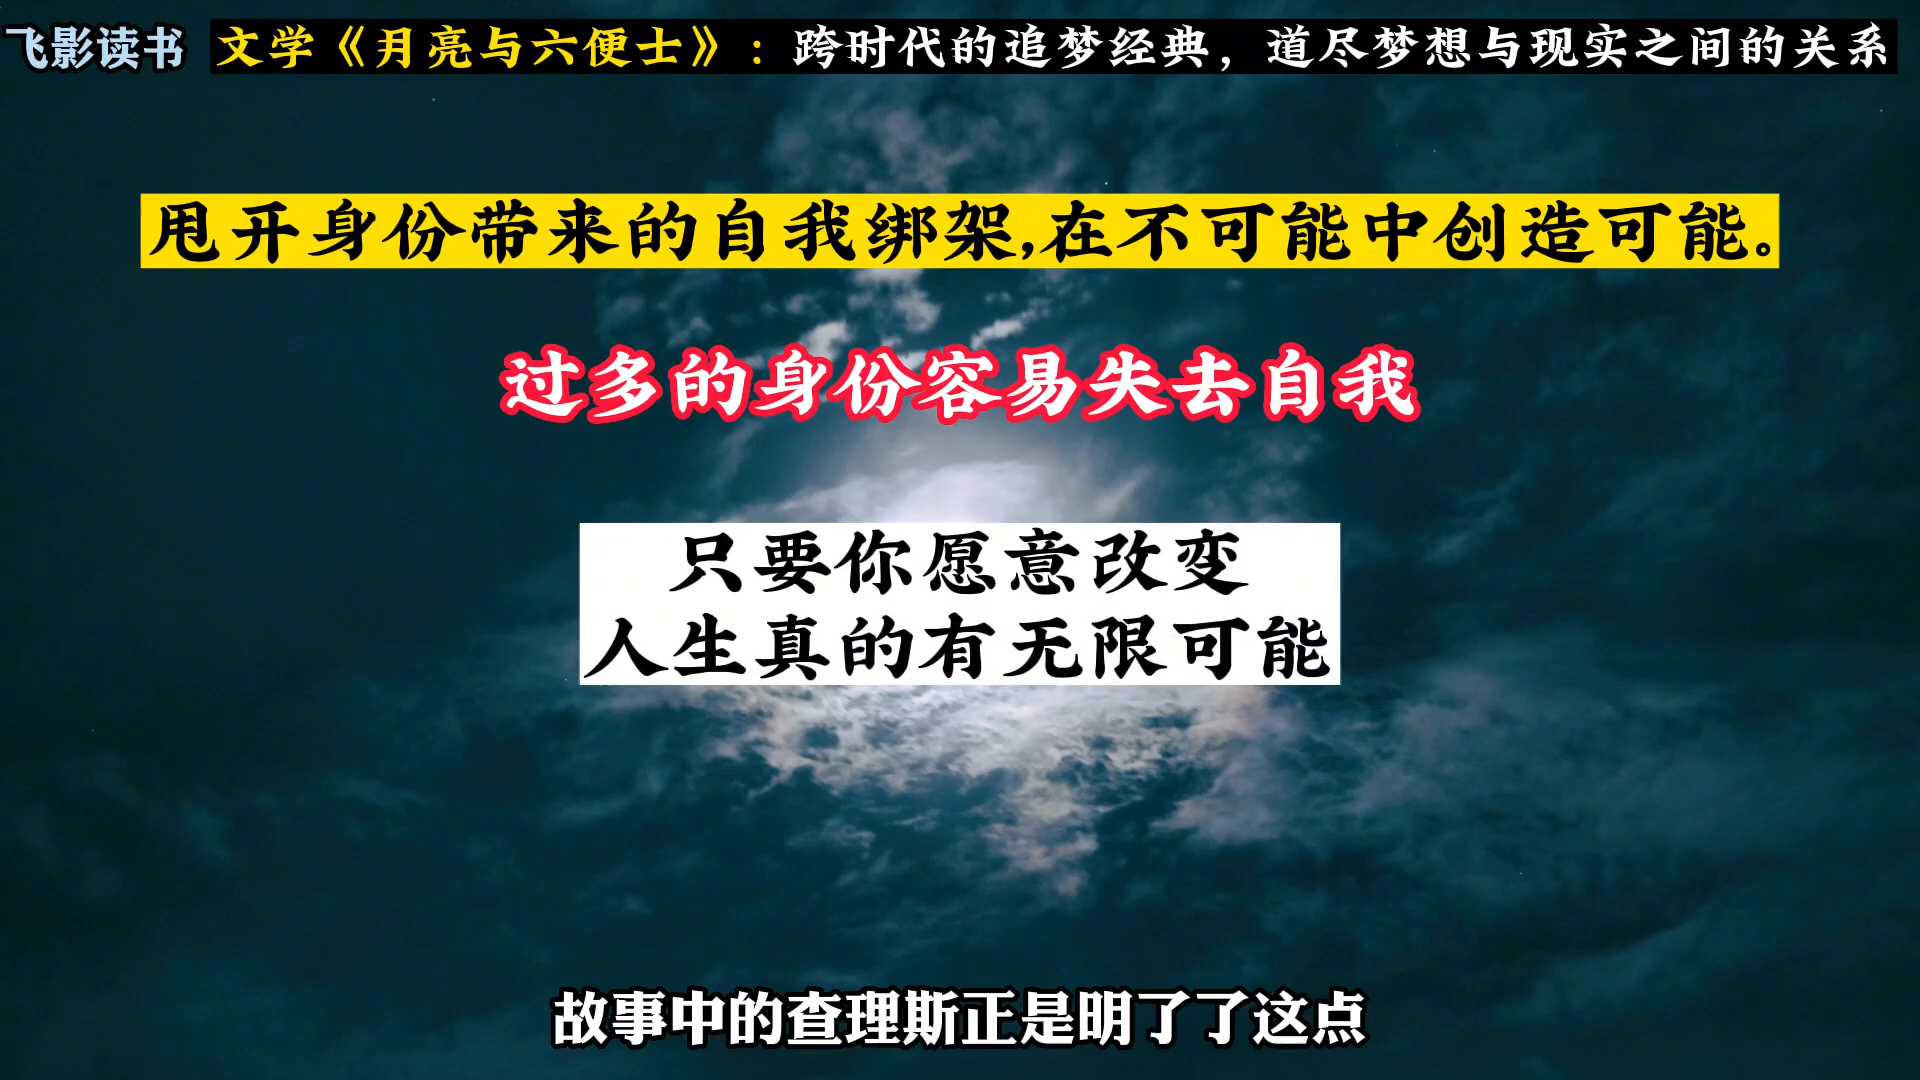 飞影读书
文学《月亮与六便士》:跨时代的追梦经典,道尽梦想与现实之间的关系
甩开身份带来的自我绑架,在不可能中创造可能。
过多的身份容易失去自我
只要你愿意改变
人生真的有无限可能
故事中的查理斯正是明了了这点